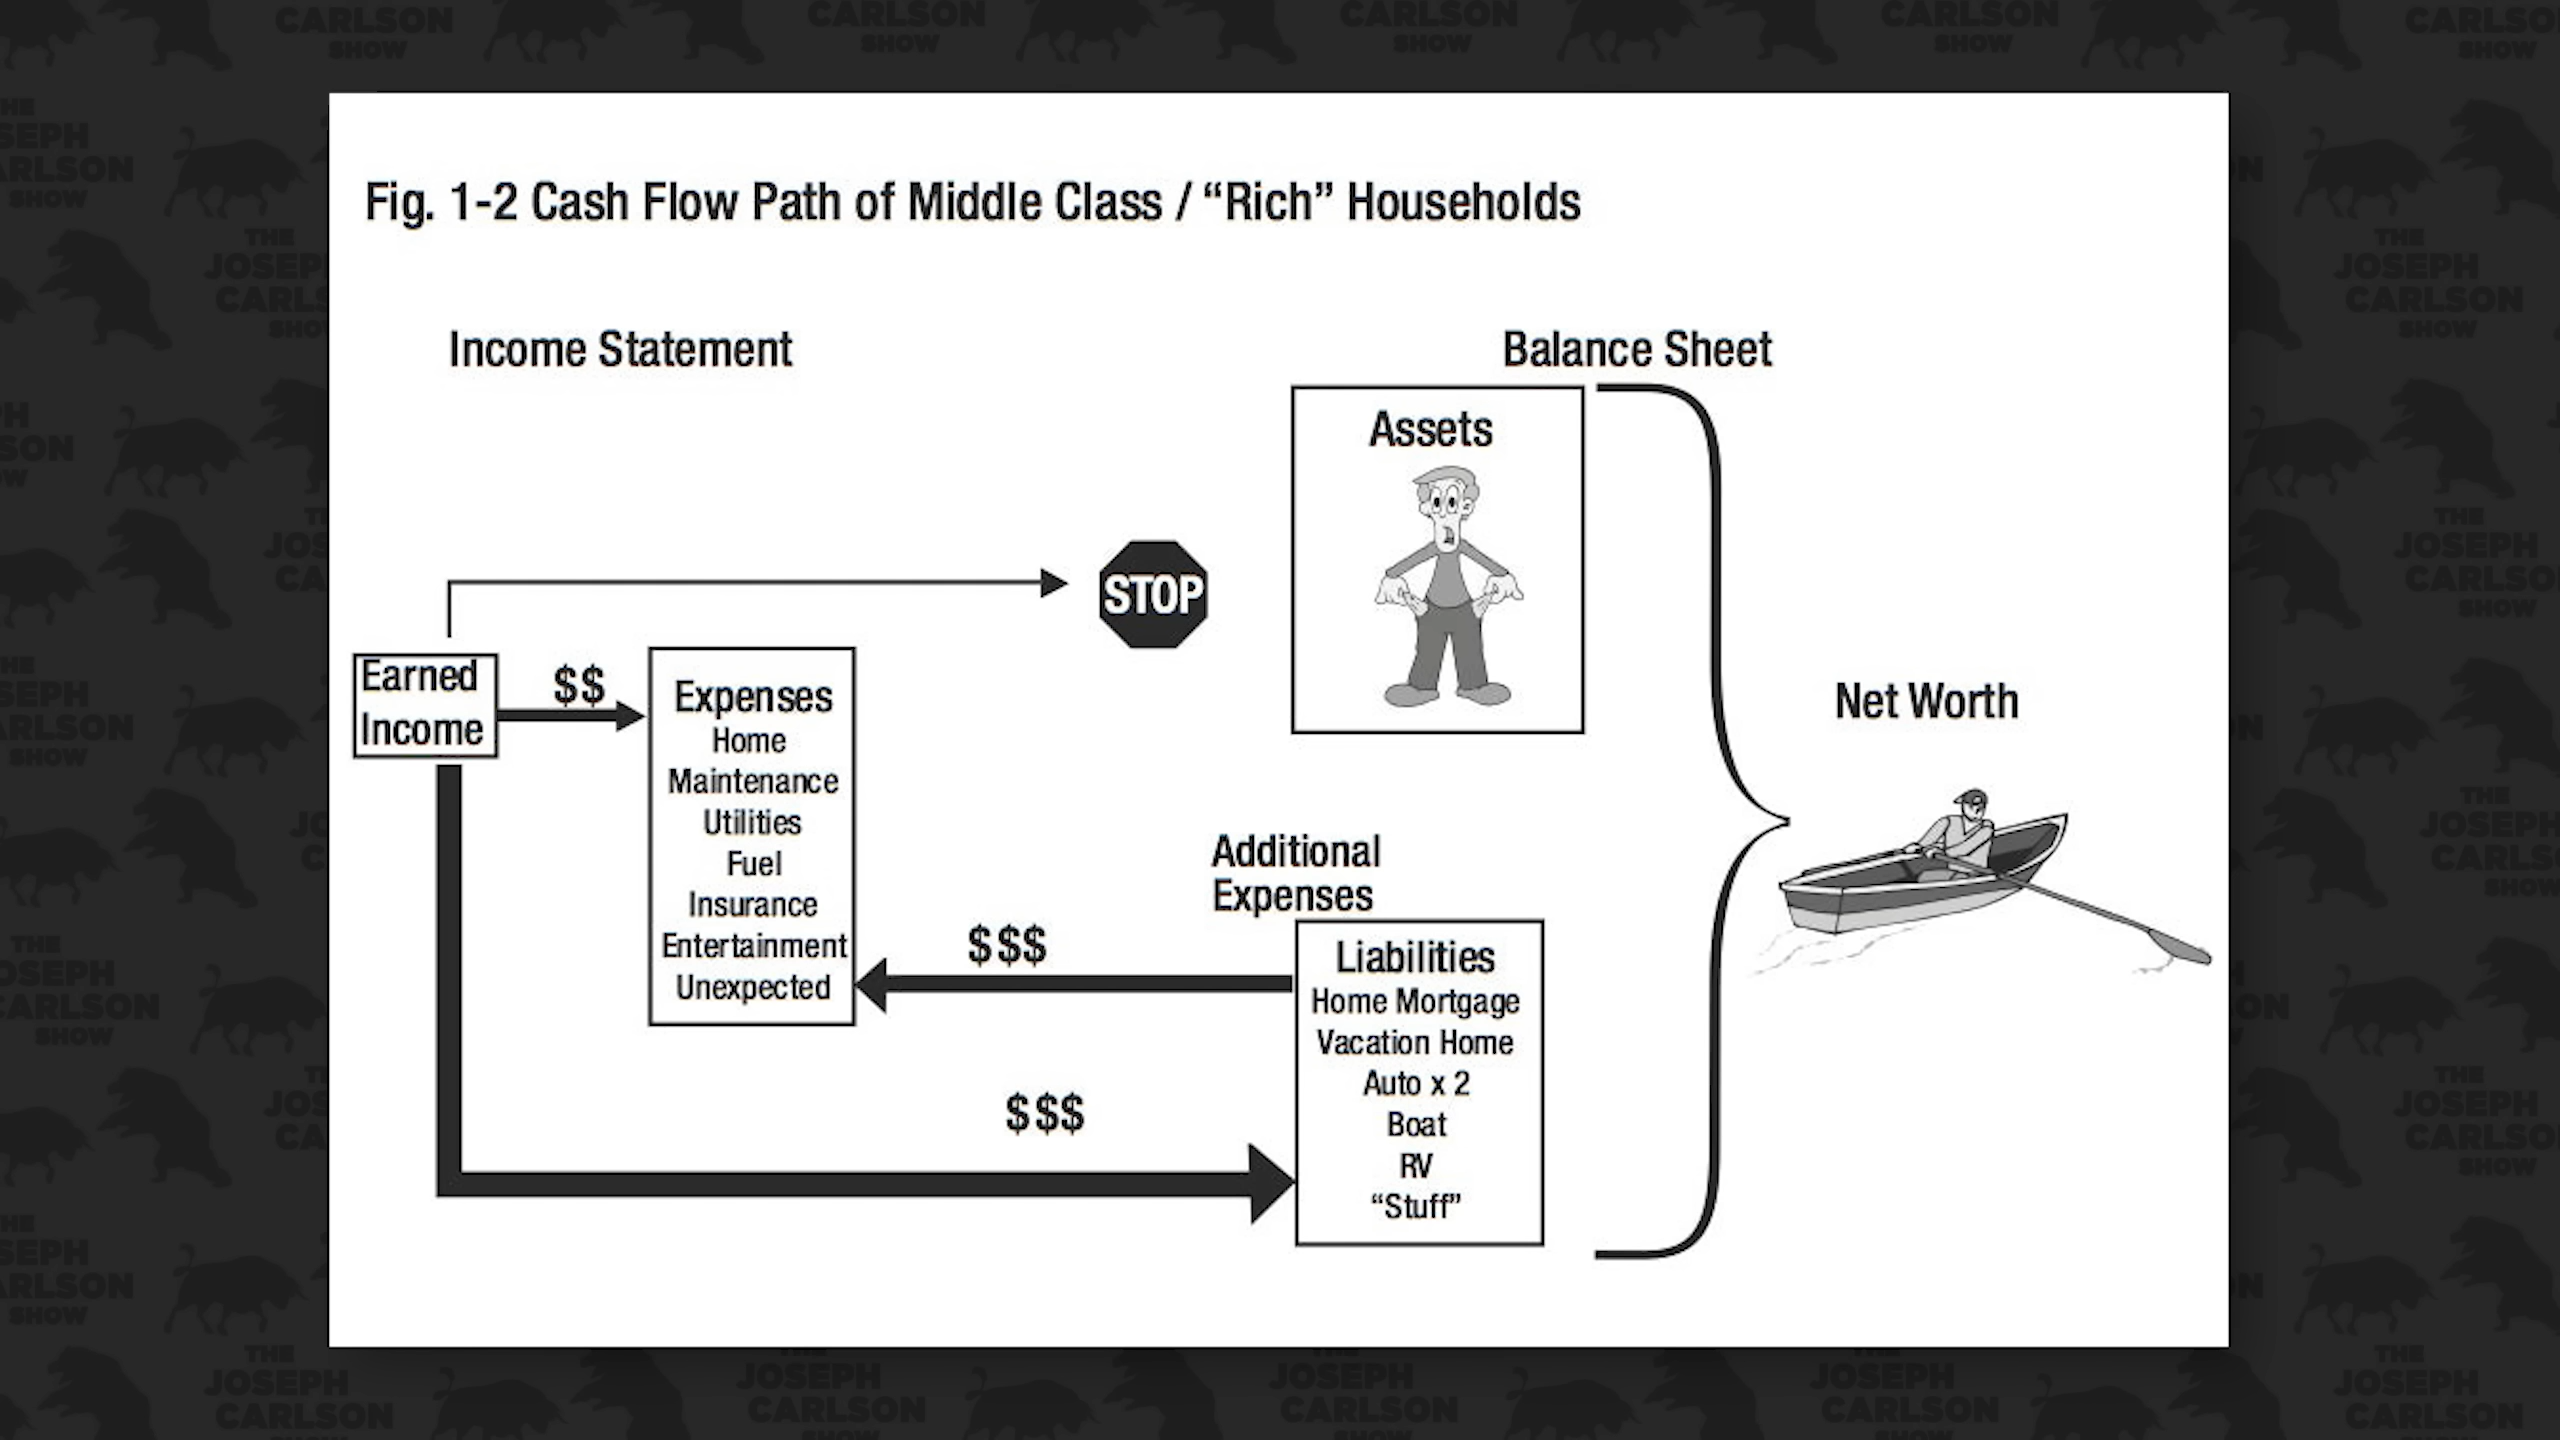 Fig. 1-2 Cash Flow Path of Middle Class / “Rich” Households
Income Statement
Balance Sheet
Assets
STOP
Earned
Income
$$
Expenses
Home
Maintenance
Utilities
Fuel
Insurance
Entertainment
Unexpected
Net Worth
Additional
Expenses
$$$
Liabilities
Home Mortgage
Vacation Home
Auto x 2
Boat
RV
“Stuff”
$$$
THE
JOSEPH
CARLSON
SHOW